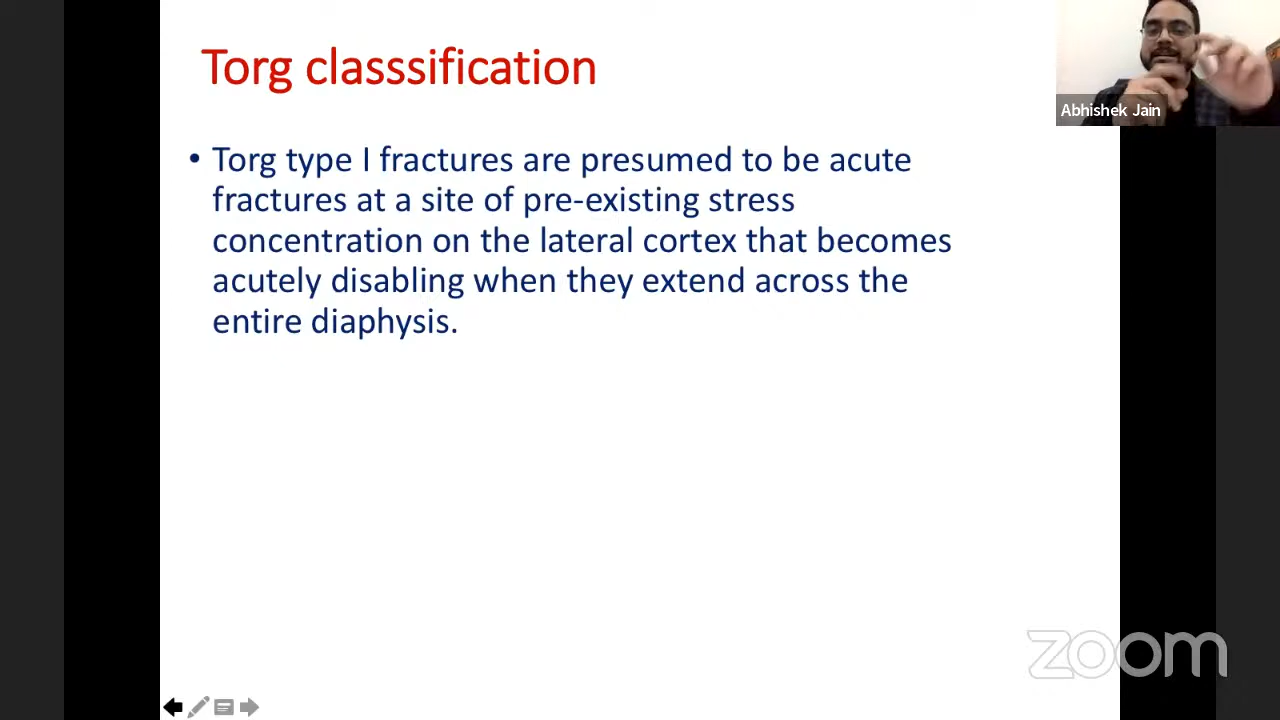 Torg classsification
Abhishek Jain
• Torg type I fractures are presumed to be acute
fractures at a site of pre-existing stress
concentration on the lateral cortex that becomes
acutely disabling when they extend across the
entire diaphysis.
zoom